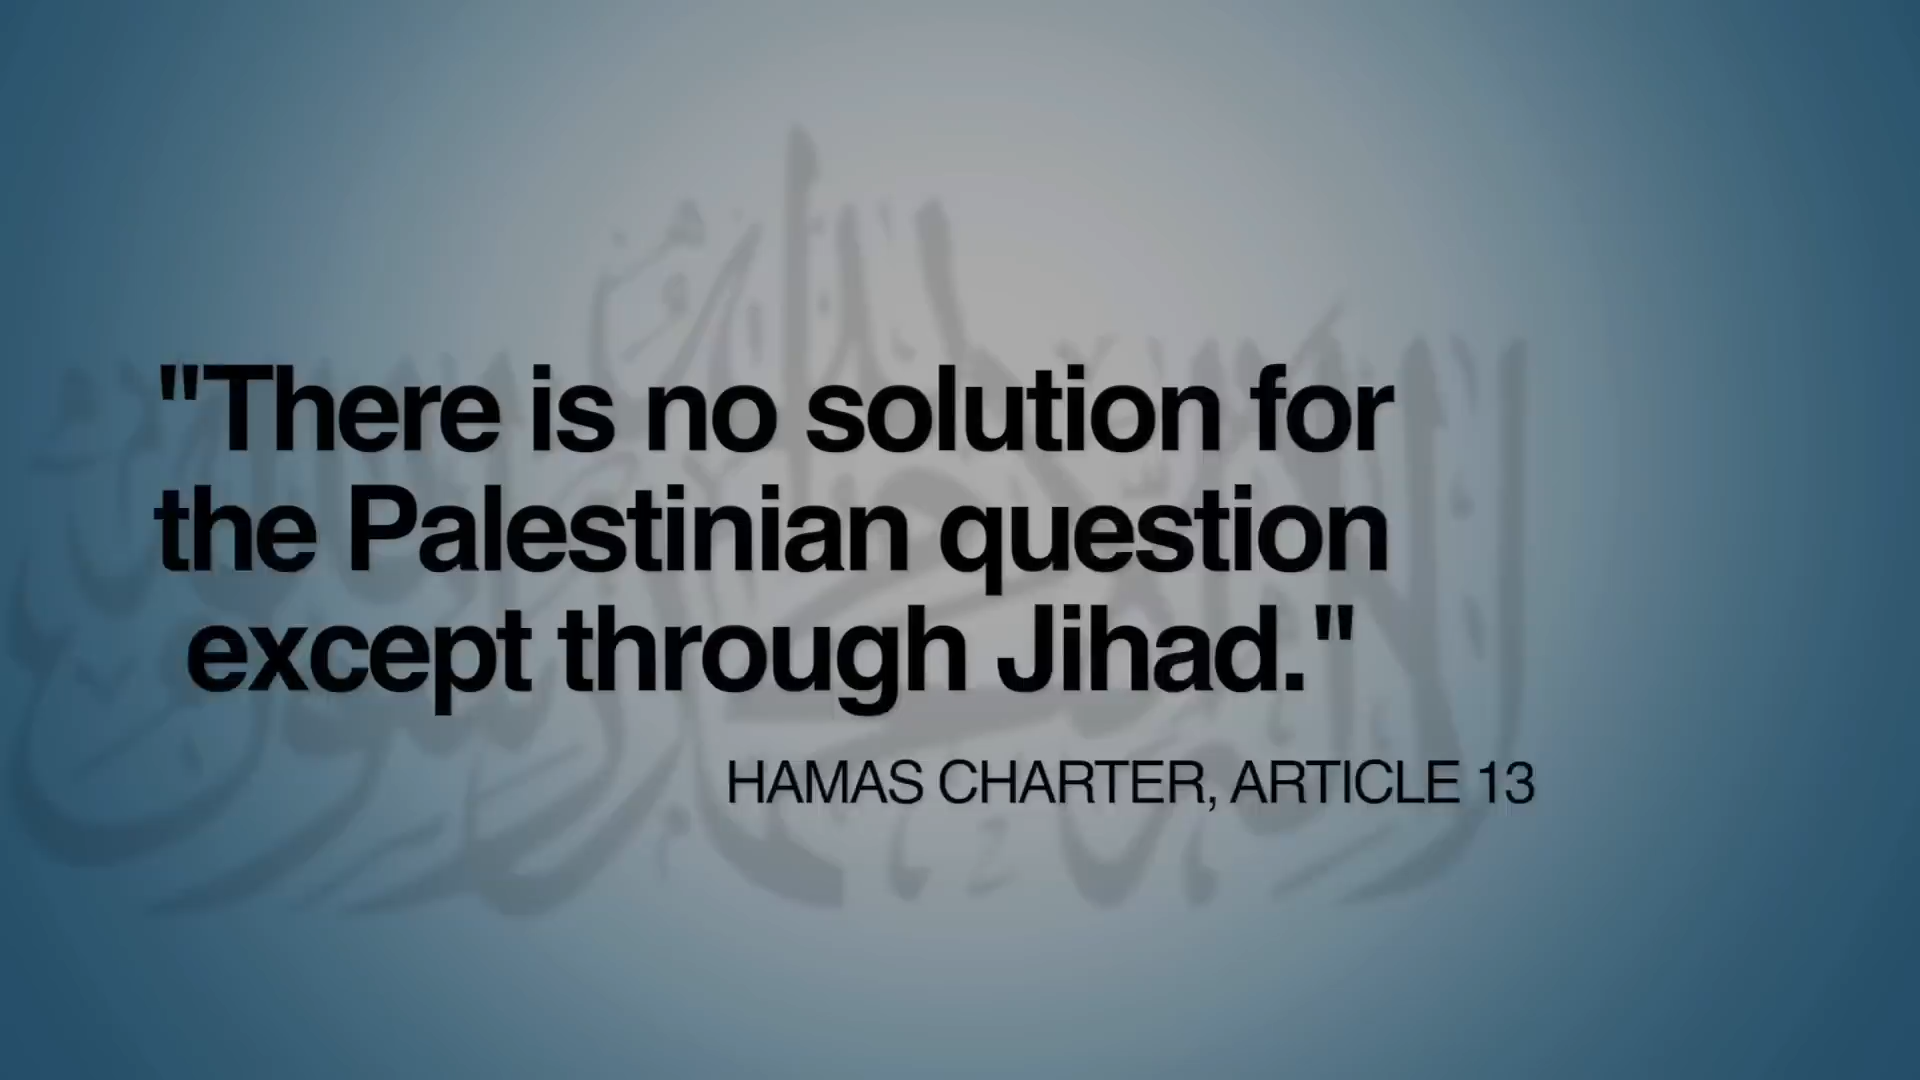 "There is no solution for
the Palestinian question
except through Jihad."
HAMAS CHARTER, ARTICLE 13